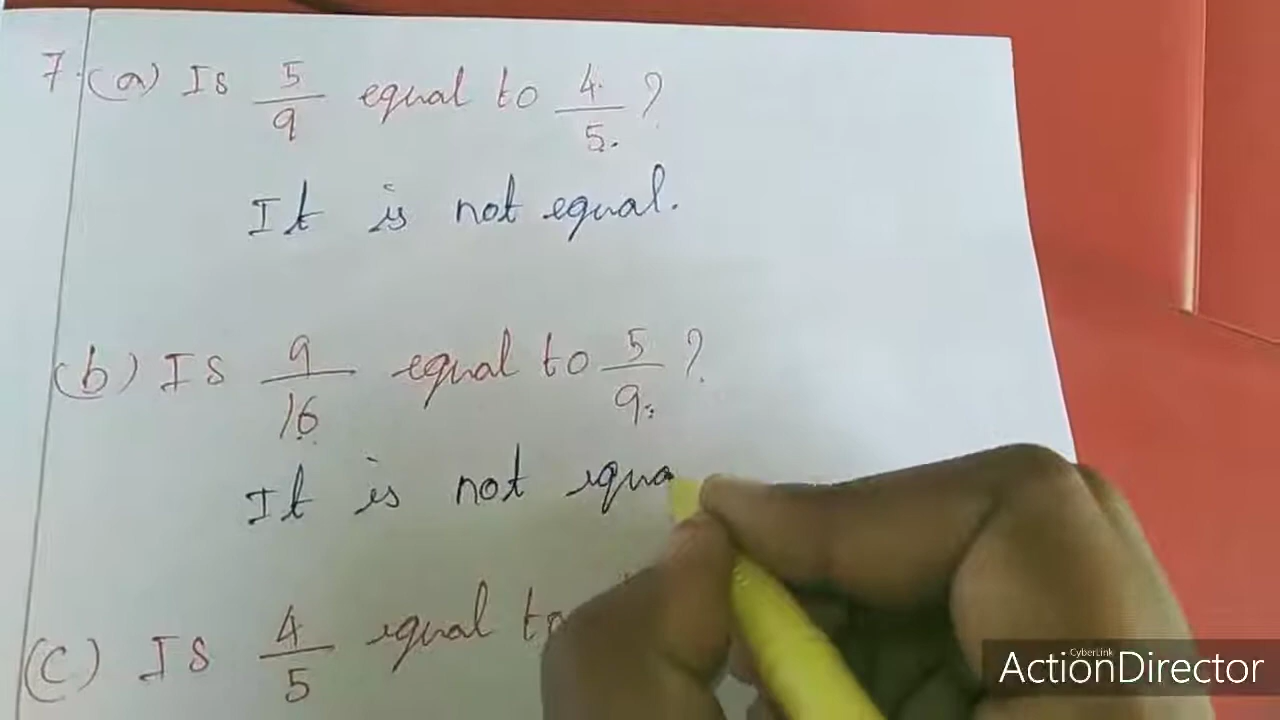 7. (a) Is 5/9 equal to 4/5 ?
It is not equal.
(b) Is 9/16 equal to 5/9 ?
It is not equa
(c) Is 4/5 equal to
CyberLink
ActionDirector